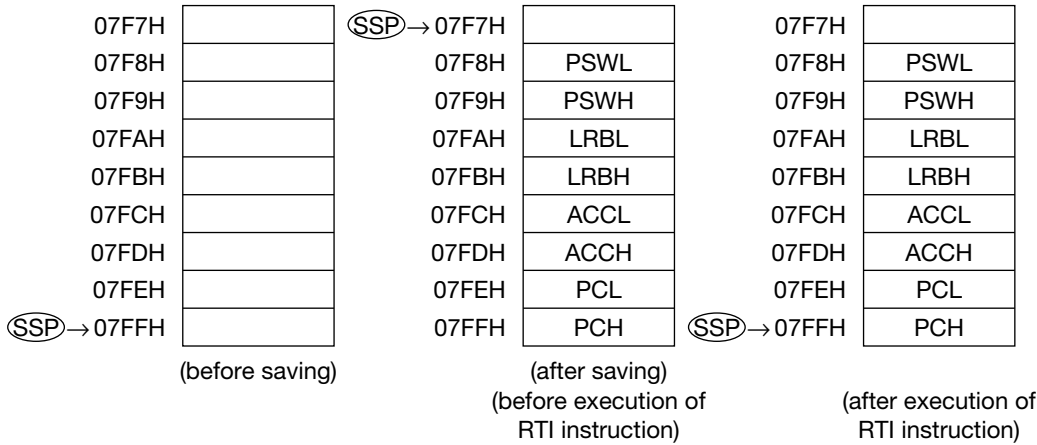 07F7H SSP→ 07F7H 07F7H
07F8H 07F8H PSWL 07F8H PSWL
07F9H 07F9H PSWH 07F9H PSWH
07FAH 07FAH LRBL 07FAH LRBL
07FBH 07FBH LRBH 07FBH LRBH
07FCH 07FCH ACCL 07FCH ACCL
07FDH 07FDH ACCH 07FDH ACCH
07FEH 07FEH PCL 07FEH PCL
SSP→ 07FFH 07FFH PCH SSP→ 07FFH PCH
(before saving) (after saving)
(before execution of (after execution of
RTI instruction) RTI instruction)